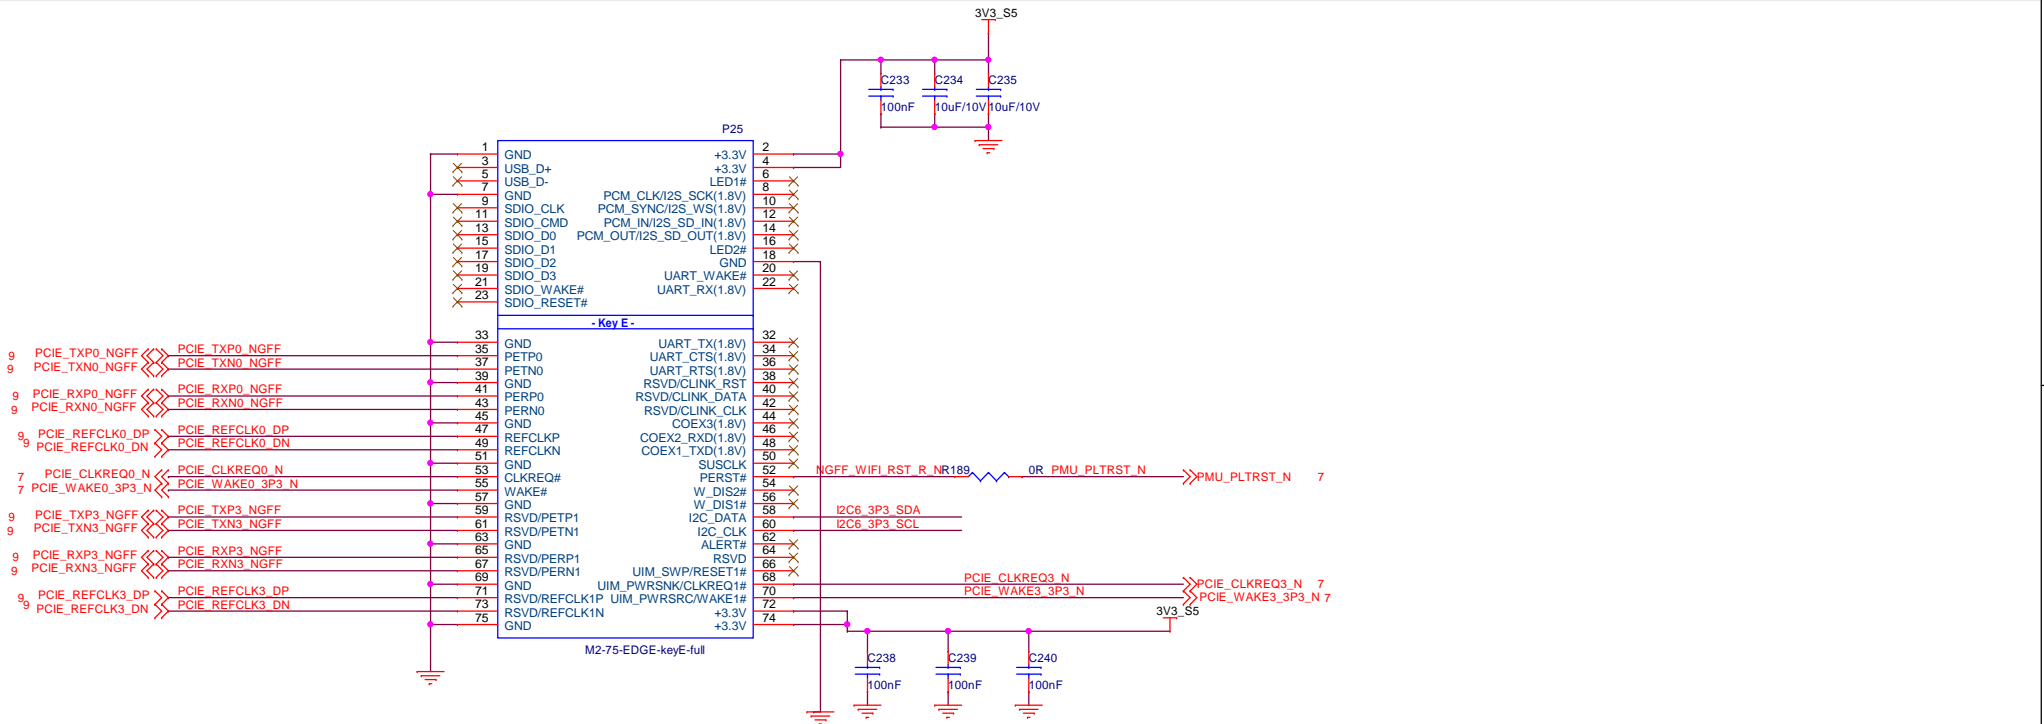 3V3_S5
C233 C234 C235
100nF 10uF/10V 10uF/10V
P25
1 GND +3.3V 2
3 USB_D+ +3.3V 4
5 USB_D- LED1# 6
7 GND PCM_CLK/I2S_SCK(1.8V) 8
9 SDIO_CLK PCM_SYNC/I2S_WS(1.8V) 10
11 SDIO_CMD PCM_IN/I2S_SD_IN(1.8V) 12
13 SDIO_D0 PCM_OUT/I2S_SD_OUT(1.8V) 14
15 SDIO_D1 LED2# 16
17 SDIO_D2 GND 18
19 SDIO_D3 UART_WAKE# 20
21 SDIO_WAKE# UART_RX(1.8V) 22
23 SDIO_RESET#
- Key E -
33 GND UART_TX(1.8V) 32
9 PCIE_TXP0_NGFF PCIE_TXP0_NGFF 35 PETP0 UART_CTS(1.8V) 34
9 PCIE_TXN0_NGFF PCIE_TXN0_NGFF 37 PETN0 UART_RTS(1.8V) 36
39 GND RSVD/CLINK_RST 38
9 PCIE_RXP0_NGFF PCIE_RXP0_NGFF 41 PERP0 RSVD/CLINK_DATA 40
9 PCIE_RXN0_NGFF PCIE_RXN0_NGFF 43 PERN0 RSVD/CLINK_CLK 42
45 GND COEX3(1.8V) 44
9 PCIE_REFCLK0_DP PCIE_REFCLK0_DP 47 REFCLKP COEX2_RXD(1.8V) 46
9 PCIE_REFCLK0_DN PCIE_REFCLK0_DN 49 REFCLKN COEX1_TXD(1.8V) 48
51 GND SUSCLK 50
7 PCIE_CLKREQ0_N PCIE_CLKREQ0_N 53 CLKREQ# PERST# 52 NGFF_WIFI_RST_R_N R189 0R PMU_PLTRST_N PMU_PLTRST_N 7
7 PCIE_WAKE0_3P3_N PCIE_WAKE0_3P3_N 55 WAKE# W_DIS2# 54
57 GND W_DIS1# 56
9 PCIE_TXP3_NGFF PCIE_TXP3_NGFF 59 RSVD/PETP1 I2C_DATA 58 I2C6_3P3_SDA
9 PCIE_TXN3_NGFF PCIE_TXN3_NGFF 61 RSVD/PETN1 I2C_CLK 60 I2C6_3P3_SCL
63 GND ALERT# 62
9 PCIE_RXP3_NGFF PCIE_RXP3_NGFF 65 RSVD/PERP1 RSVD 64
9 PCIE_RXN3_NGFF PCIE_RXN3_NGFF 67 RSVD/PERN1 UIM_SWP/RESET1# 66
69 GND UIM_PWRSNK/CLKREQ1# 68 PCIE_CLKREQ3_N PCIE_CLKREQ3_N 7
9 PCIE_REFCLK3_DP PCIE_REFCLK3_DP 71 RSVD/REFCLK1P UIM_PWRSRC/WAKE1# 70 PCIE_WAKE3_3P3_N PCIE_WAKE3_3P3_N 7
9 PCIE_REFCLK3_DN PCIE_REFCLK3_DN 73 RSVD/REFCLK1N +3.3V 72 3V3_S5
75 GND +3.3V 74
M2-75-EDGE-keyE-full
C238 C239 C240
100nF 100nF 100nF